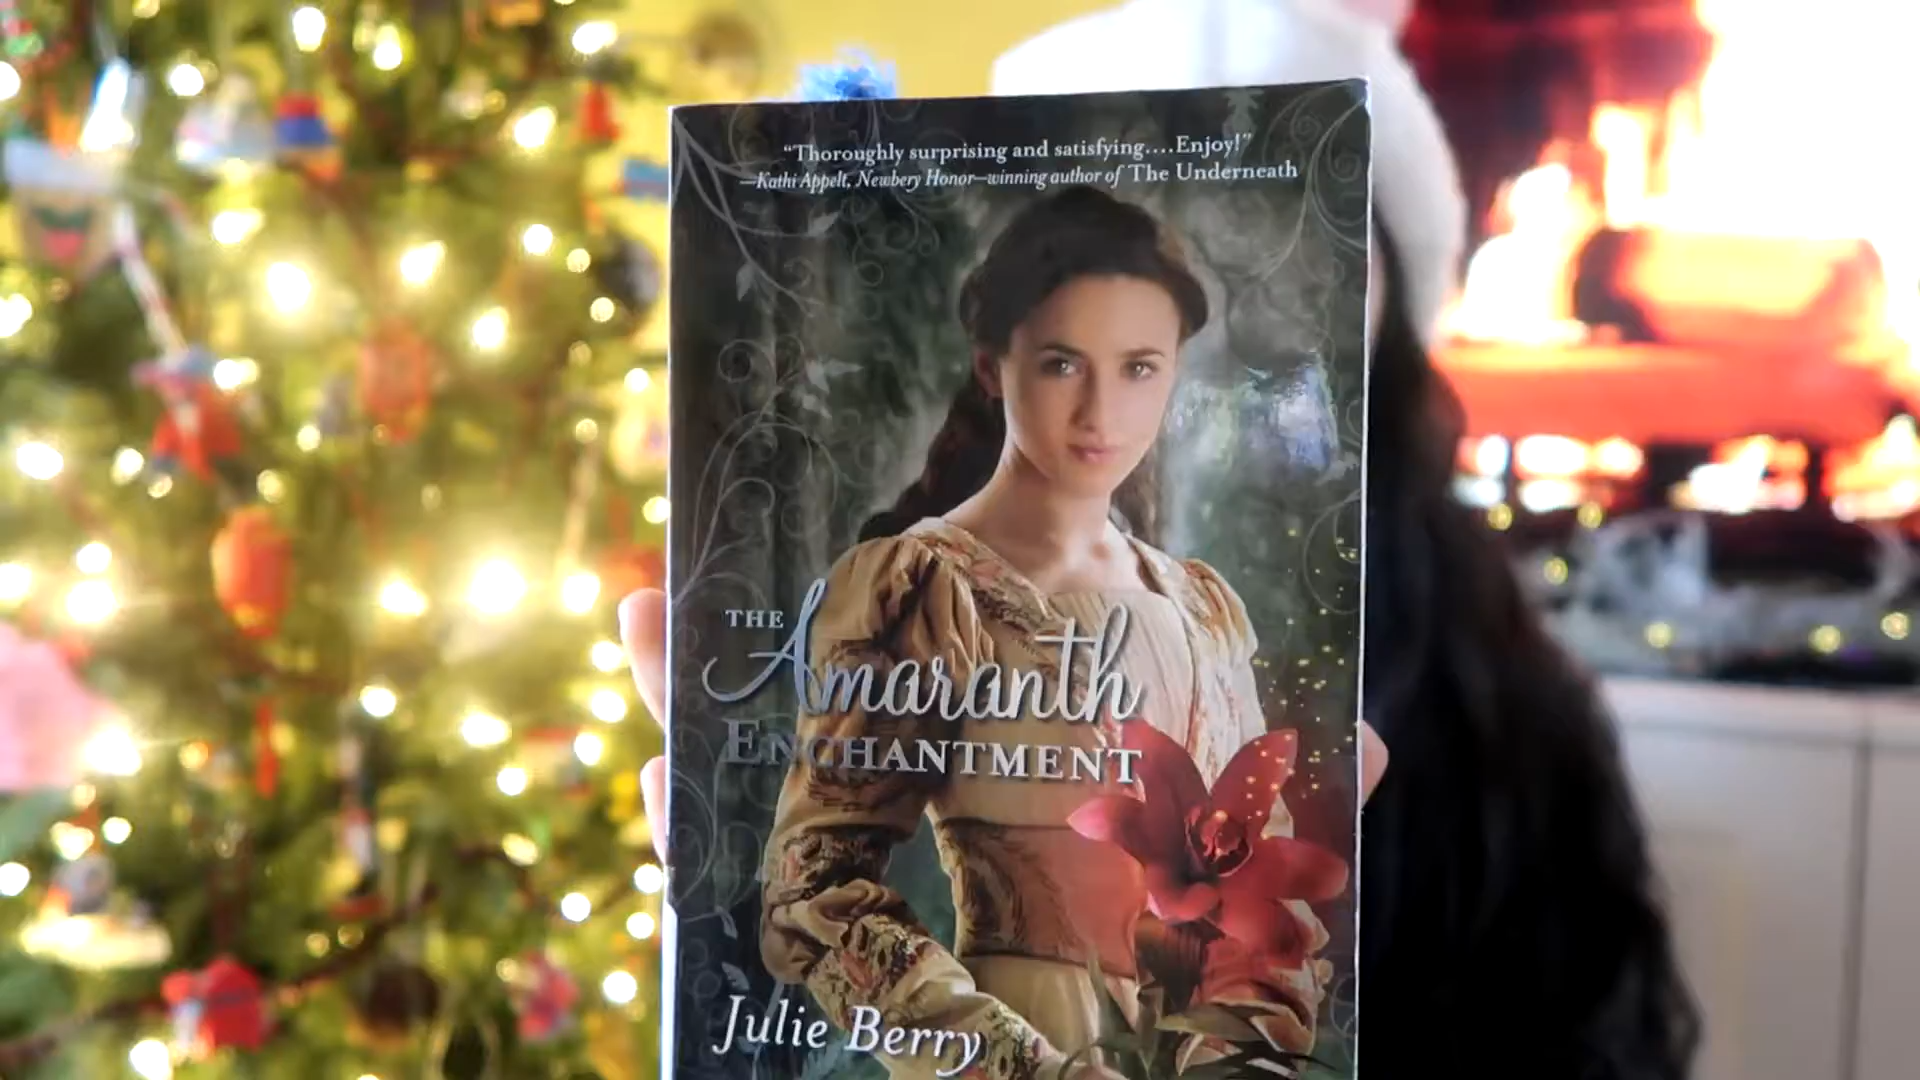 “Thoroughly surprising and satisfying....Enjoy!”
—Kathi Appelt, Newbery Honor–winning author of The Underneath
THE
Amaranth
ENCHANTMENT
Julie Berry